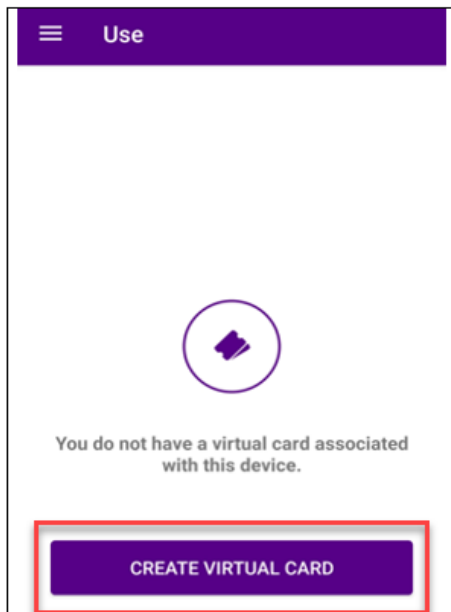 Use
You do not have a virtual card associated
with this device.
CREATE VIRTUAL CARD